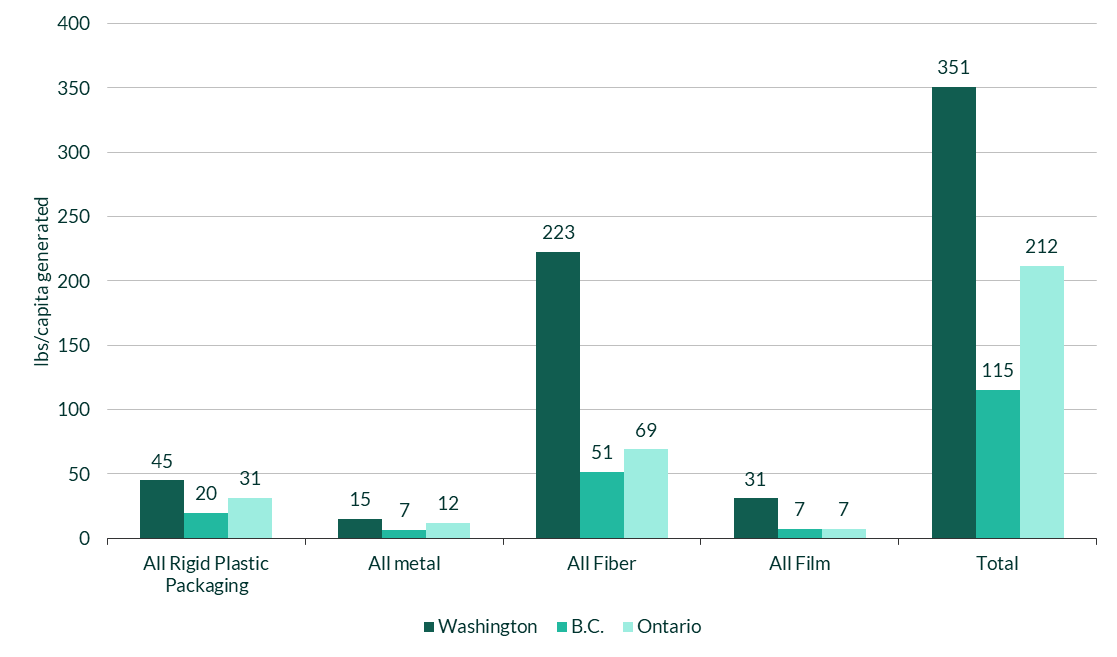 400
350
300
250
200
150
100
50
0
lbs/capita generated
45
20
31
15
7
12
223
51
69
31
7
7
351
115
212
All Rigid Plastic
Packaging
All metal
All Fiber
All Film
Total
Washington
B.C.
Ontario